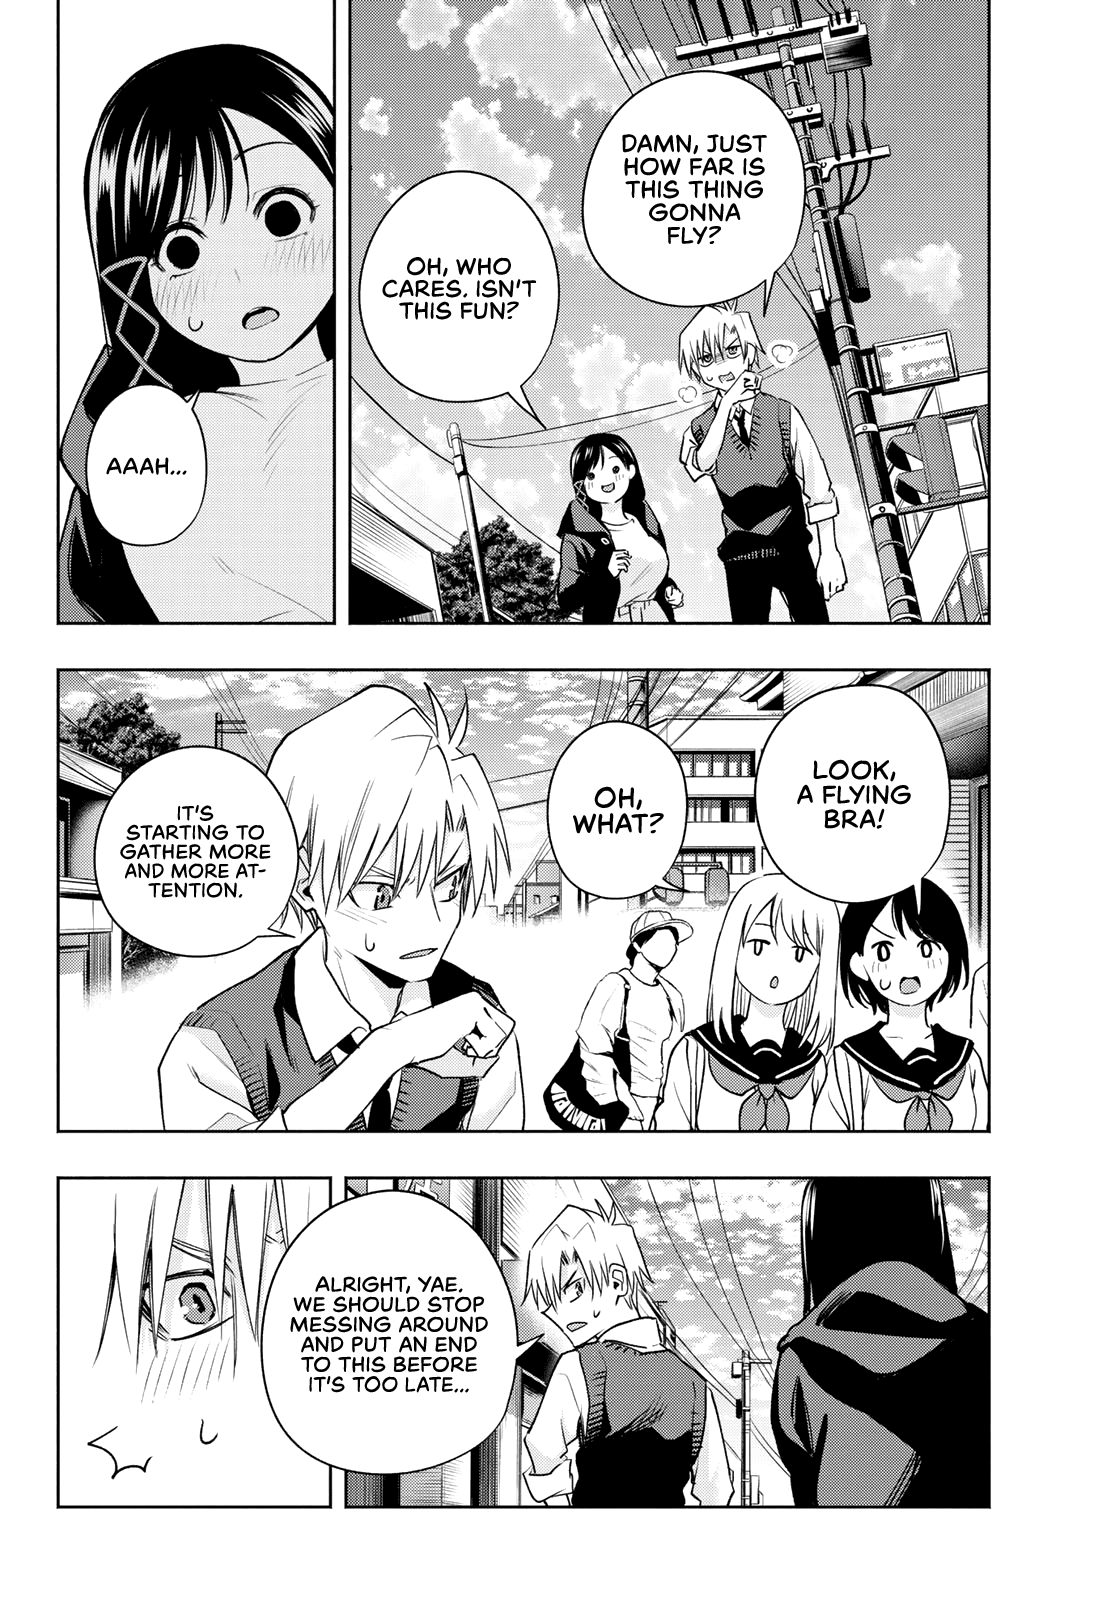 DAMN, JUST
HOW FAR IS
THIS THING
GONNA
FLY?
OH, WHO
CARES. ISN'T
THIS FUN?
AAAH...
LOOK,
A FLYING
BRA!
OH,
WHAT?
IT'S
STARTING TO
GATHER MORE
AND MORE AT-
TENTION.
ALRIGHT, YAE.
WE SHOULD STOP
MESSING AROUND
AND PUT AN END
TO THIS BEFORE
IT'S TOO LATE...